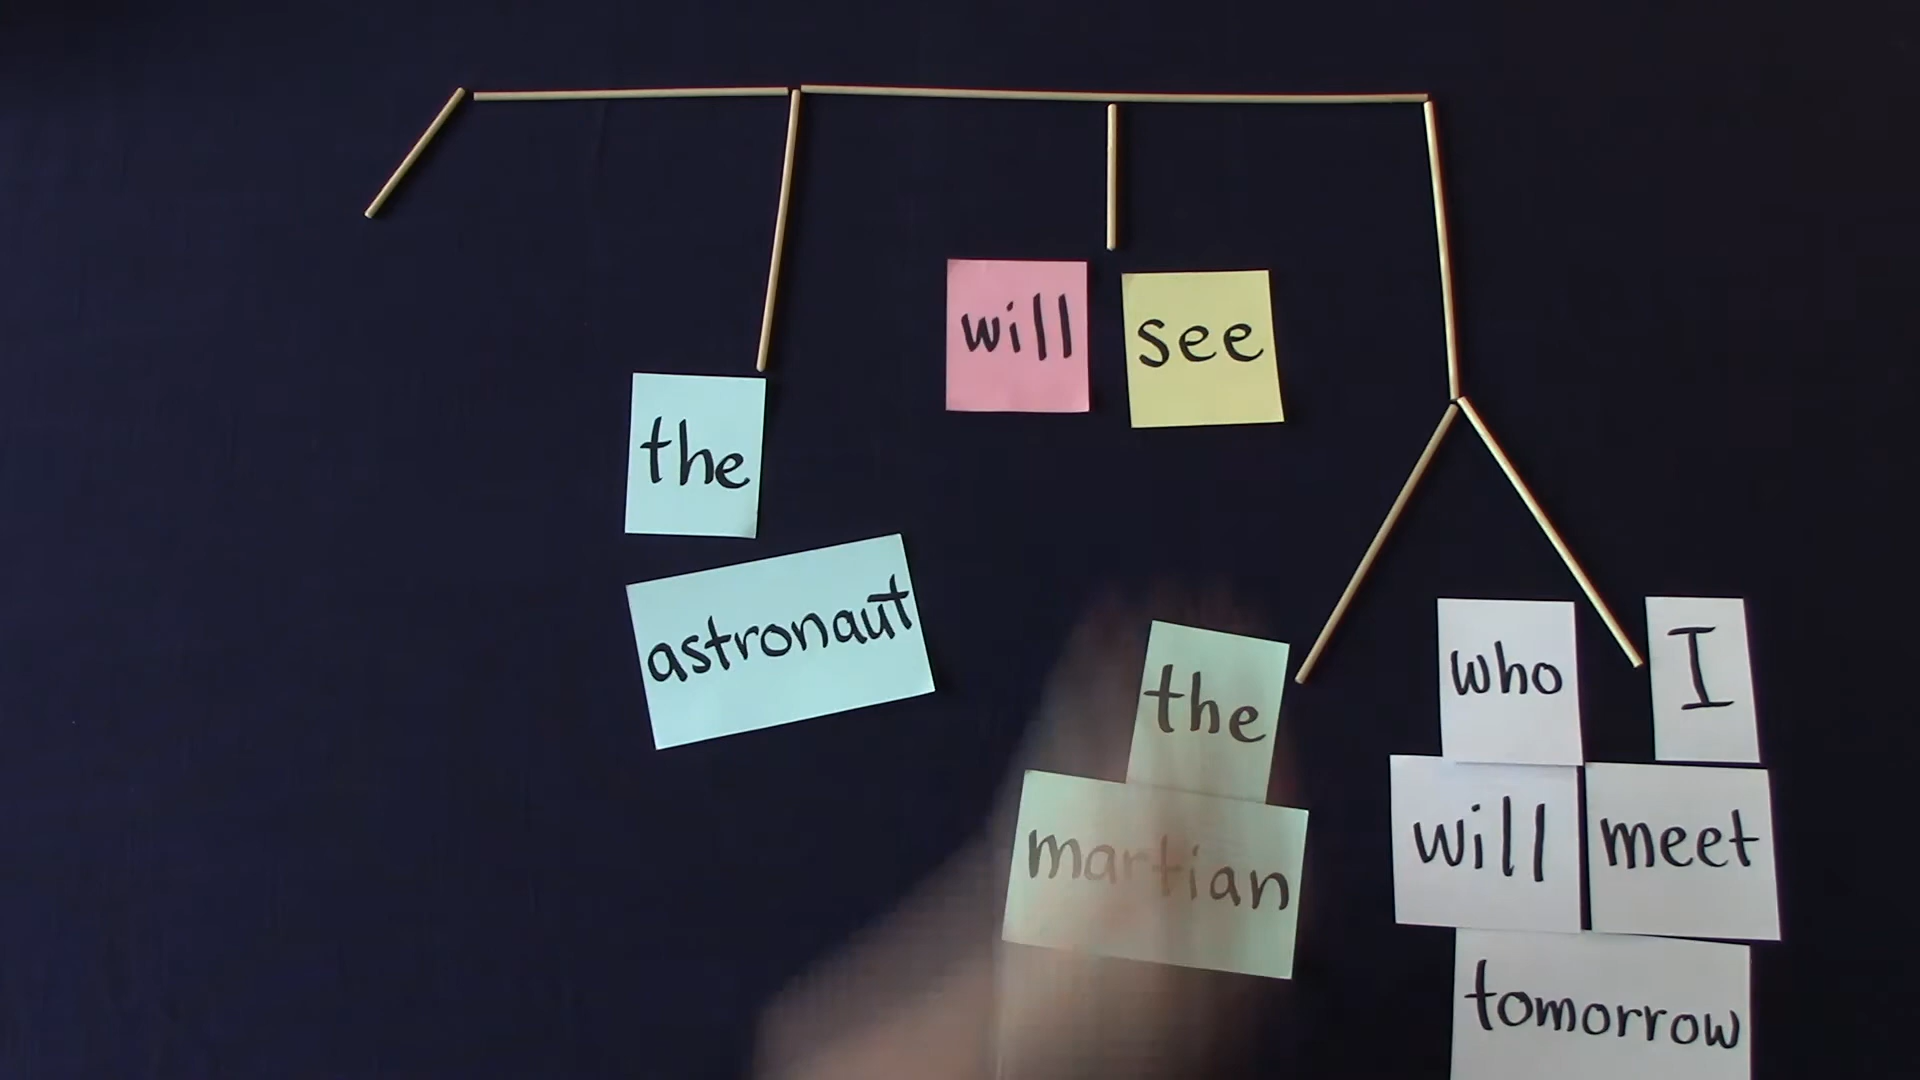 the
astronaut
will see
the
martian
who I
will meet
tomorrow